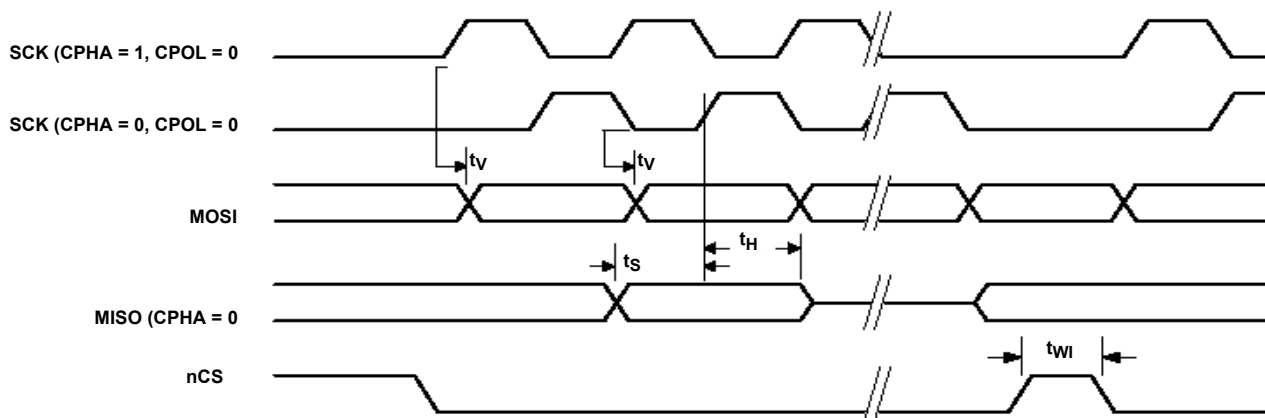 SCK (CPHA = 1, CPOL = 0
SCK (CPHA = 0, CPOL = 0
tV
tV
MOSI
tH
tS
MISO (CPHA = 0
tWI
nCS